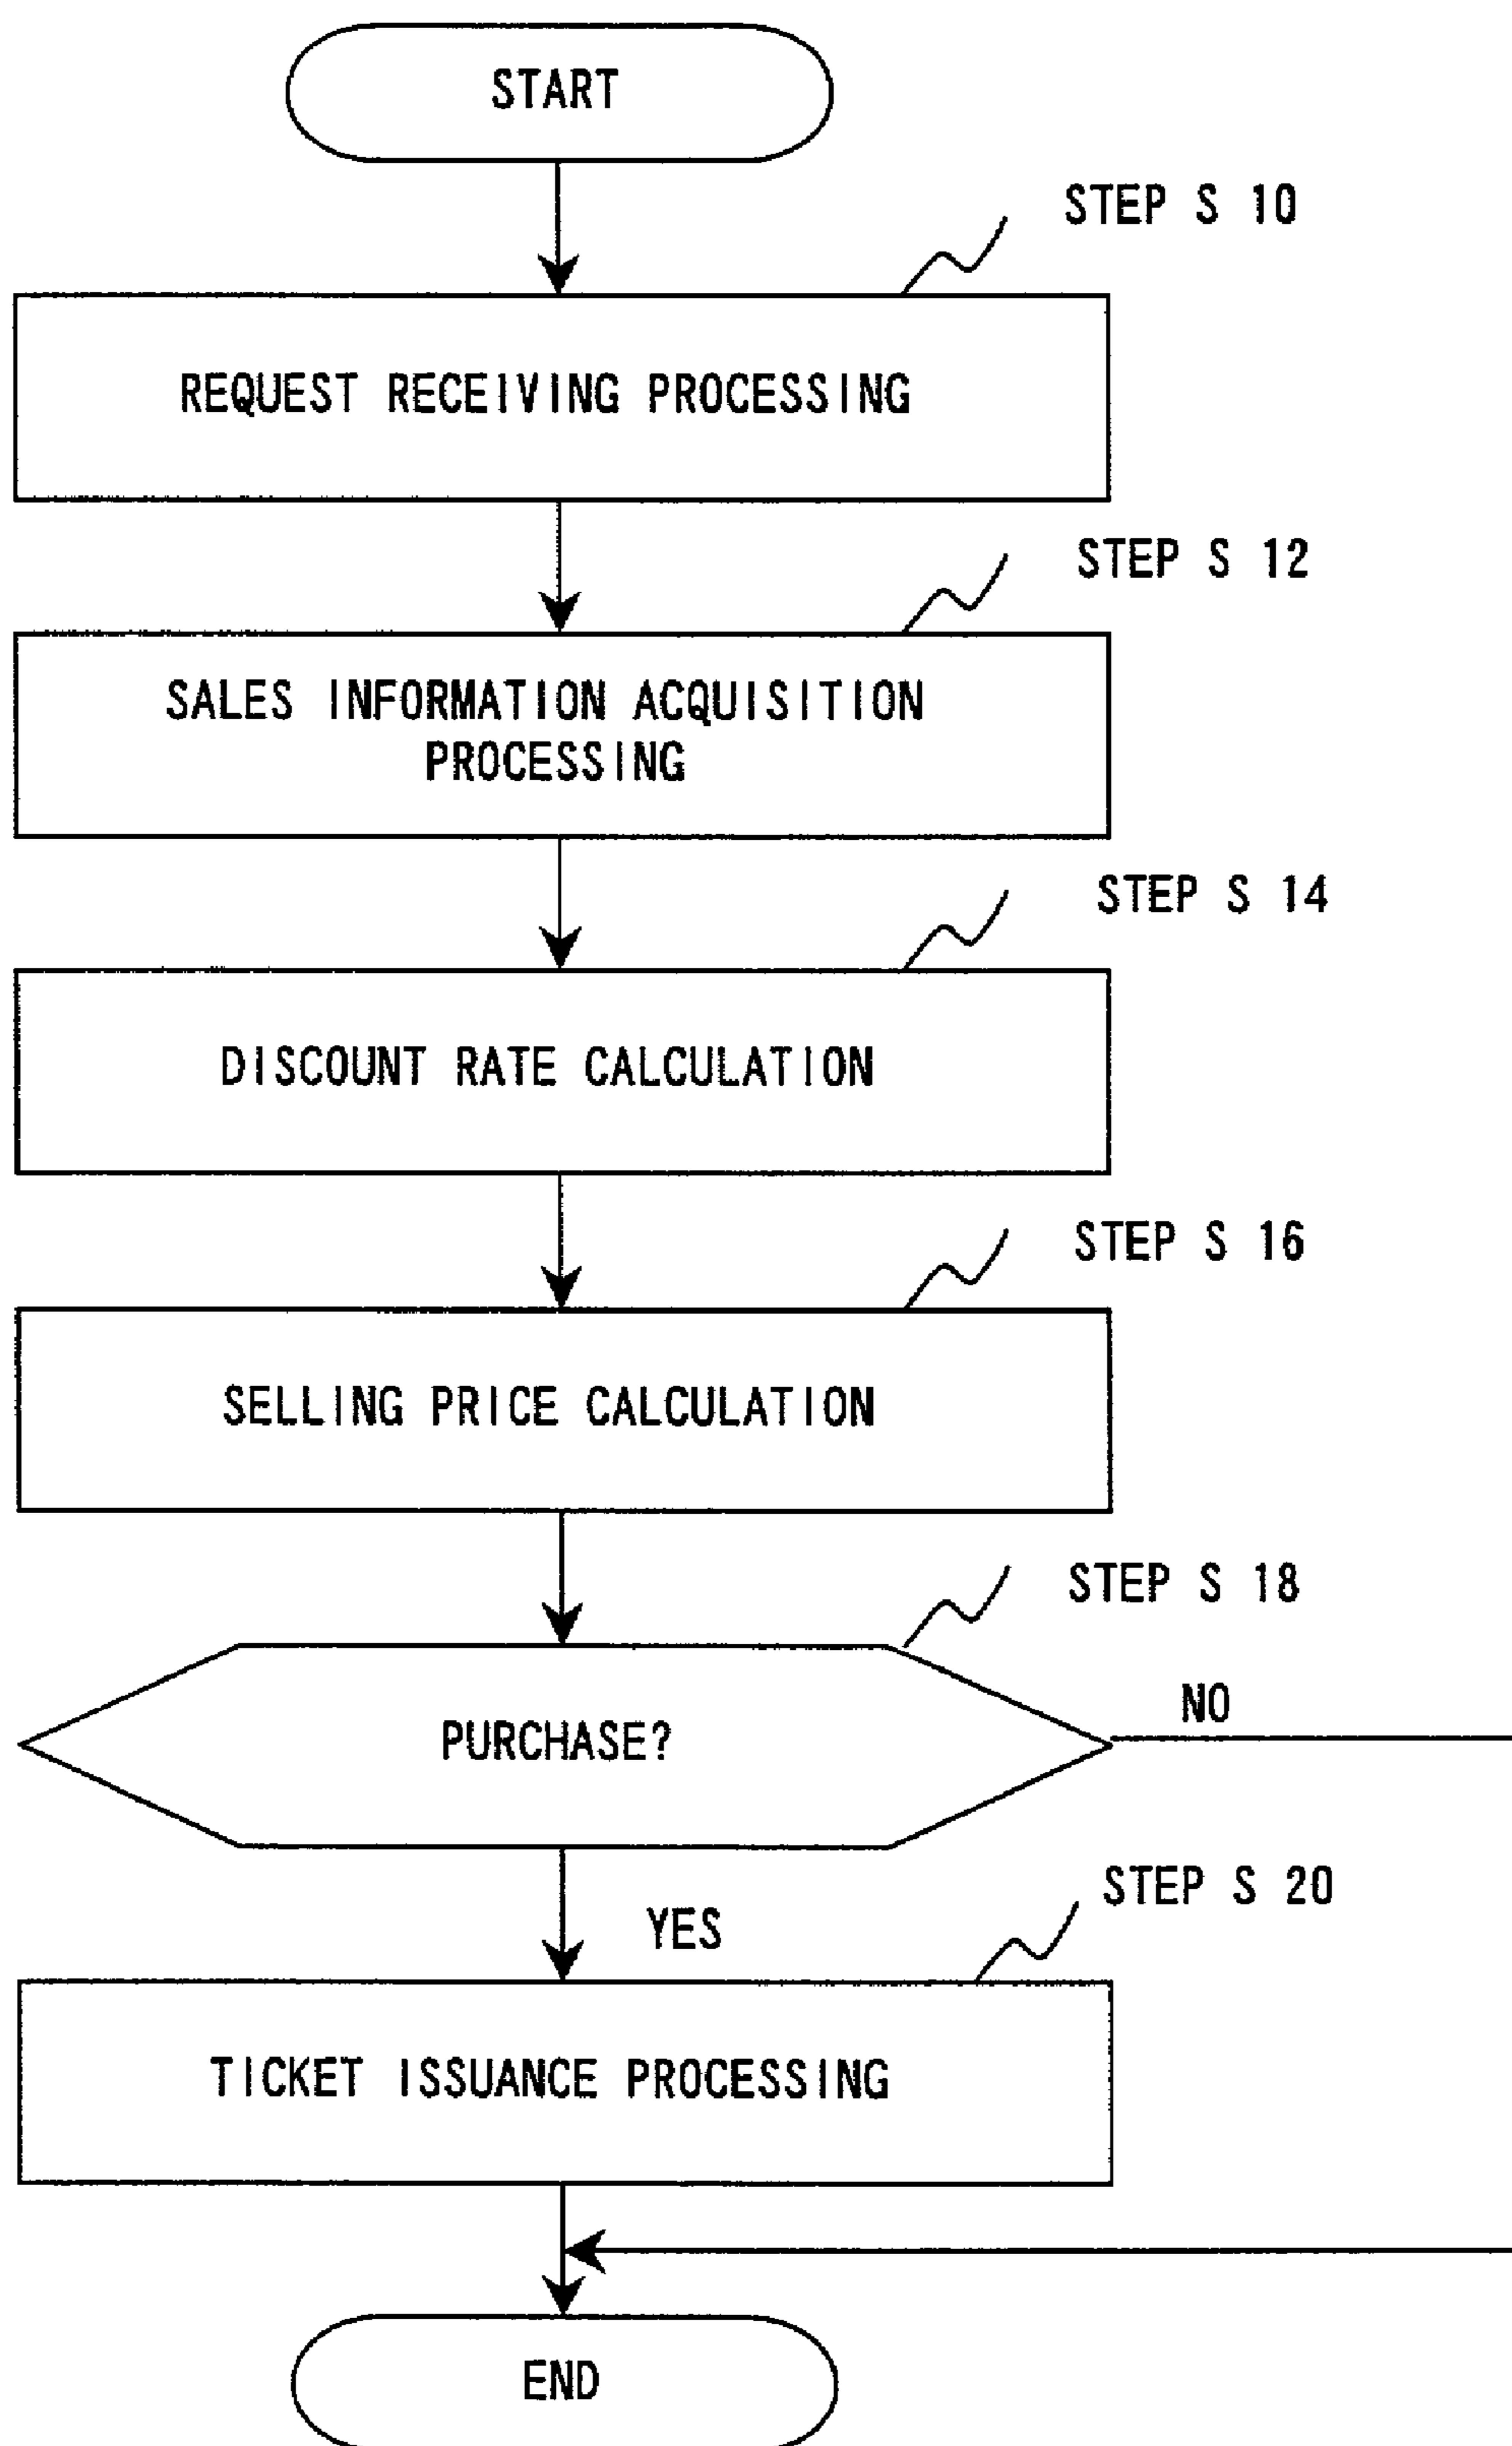 START
STEP S 10
REQUEST RECEIVING PROCESSING
STEP S 12
SALES INFORMATION ACQUISITION
PROCESSING
STEP S 14
DISCOUNT RATE CALCULATION
STEP S 16
SELLING PRICE CALCULATION
STEP S 18
PURCHASE?
NO
YES
STEP S 20
TICKET ISSUANCE PROCESSING
END